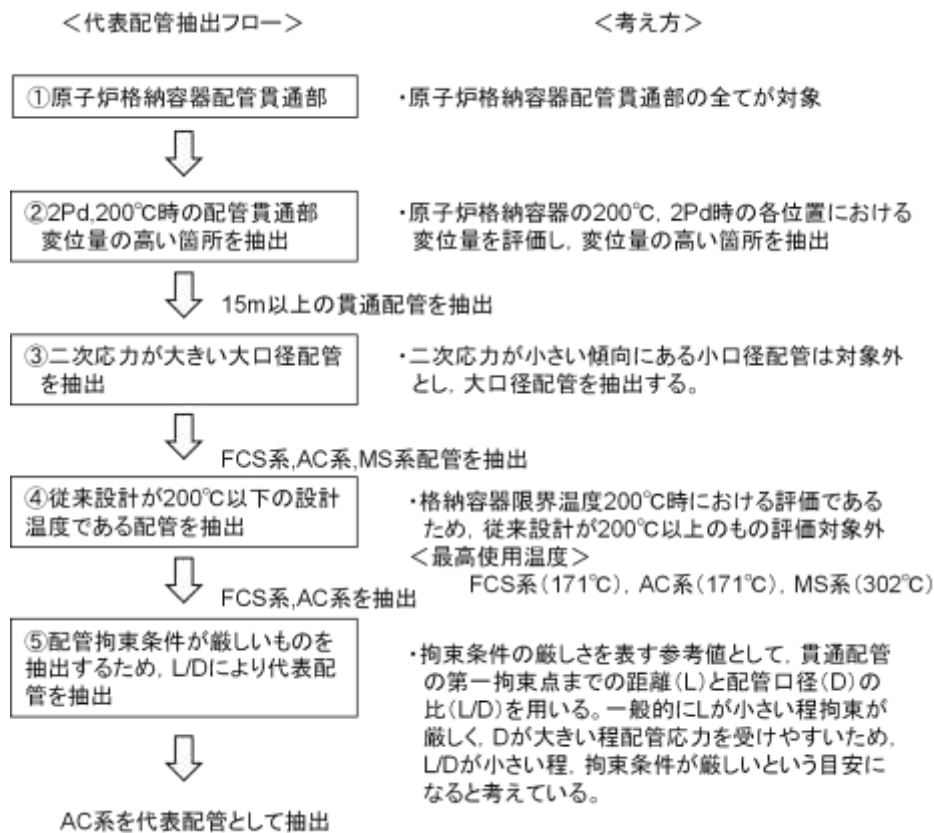 ＜代表配管抽出フロー＞
＜考え方＞
①原子炉格納容器配管貫通部
・原子炉格納容器配管貫通部の全てが対象
②2Pd,200℃時の配管貫通部
変位量の高い箇所を抽出
・原子炉格納容器の200℃，2Pd時の各位置における
変位量を評価し，変位量の高い箇所を抽出
15m以上の貫通配管を抽出
③二次応力が大きい大口径配管
を抽出
・二次応力が小さい傾向にある小口径配管は対象外
とし，大口径配管を抽出する。
FCS系,AC系,MS系配管を抽出
④従来設計が200℃以下の設計
温度である配管を抽出
・格納容器限界温度200℃時における評価である
ため，従来設計が200℃以上のもの評価対象外
＜最高使用温度＞
FCS系（171℃），AC系（171℃），MS系（302℃）
FCS系,AC系を抽出
⑤配管拘束条件が厳しいものを
抽出するため，L/Dにより代表配
管を抽出
・拘束条件の厳しさを表す参考値として，貫通配管
の第一拘束点までの距離（L）と配管口径（D）の
比（L/D）を用いる。一般的にLが小さい程拘束が
厳しく，Dが大きい程配管応力を受けやすいため，
L/Dが小さい程，拘束条件が厳しいという目安に
なると考えている。
AC系を代表配管として抽出